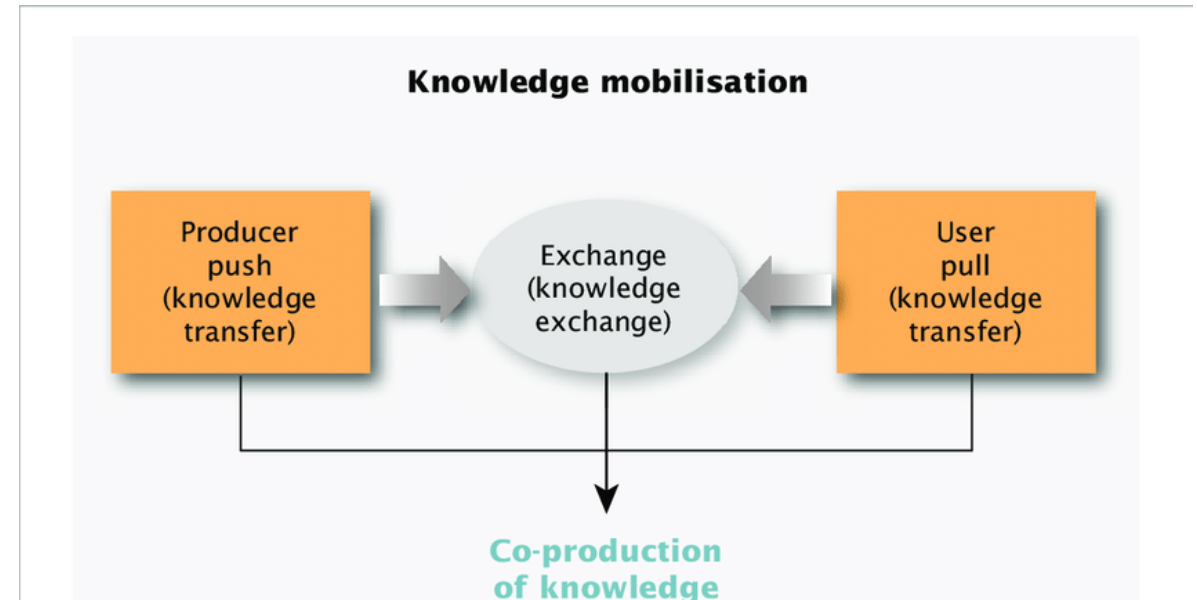 Knowledge mobilisation
Producer
push
(knowledge
transfer)
Exchange
(knowledge
exchange)
User
pull
(knowledge
transfer)
Co-production
of knowledge